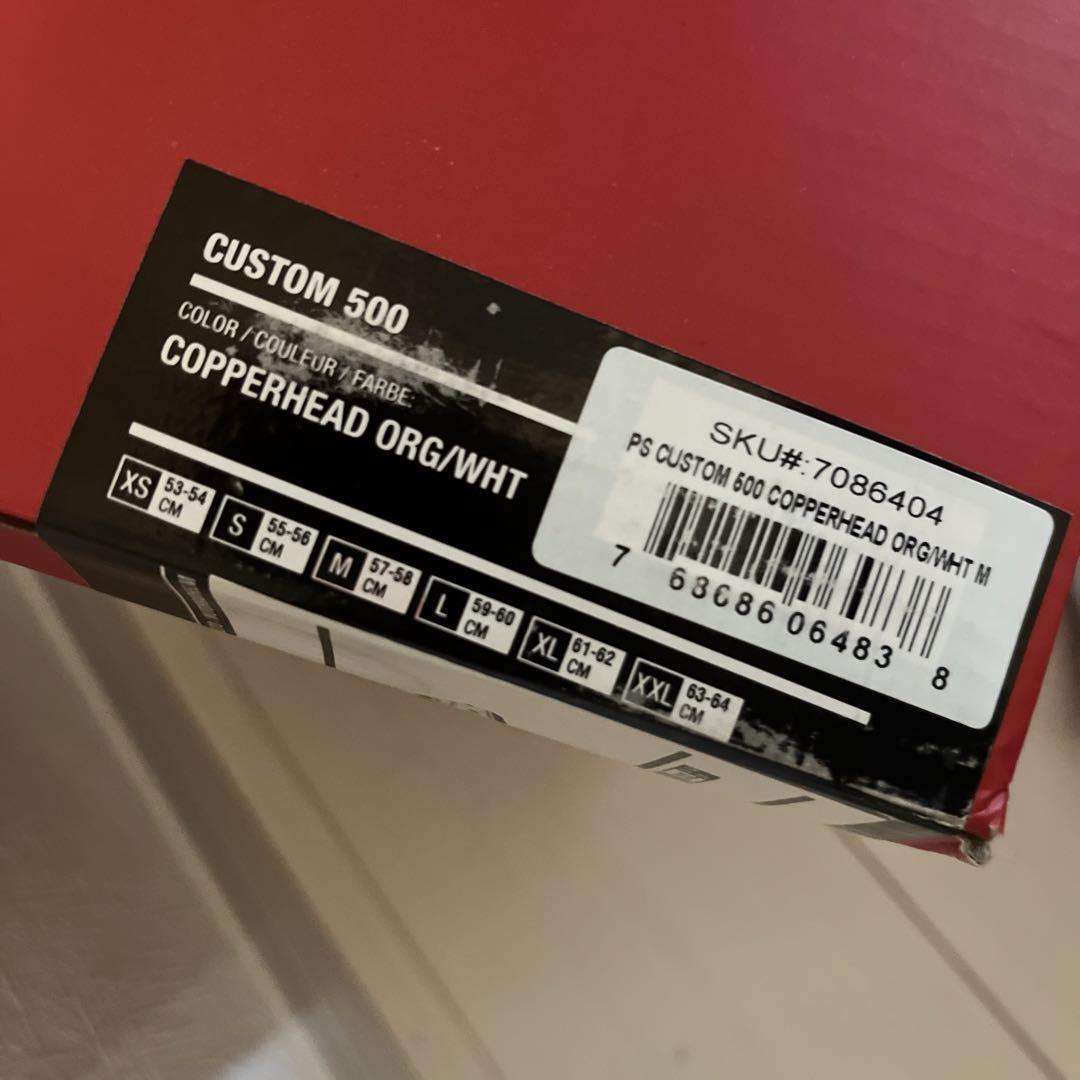 CUSTOM 500
COLOR / COULEUR / FARBE:
COPPERHEAD ORG/WHT
XS 53-54 CM
S 55-56 CM
M 57-58 CM
L 59-60 CM
XL 61-62 CM
XXL 63-64 CM
SKU#:7086404
PS CUSTOM 500 COPPERHEAD ORG/WHT M
7 68686 06483 8